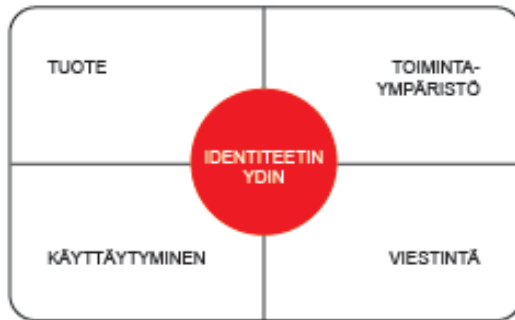 TUOTE
TOIMINTA-
YMPÄRISTÖ
IDENTITEETIN
YDIN
KÄYTTÄYTYMINEN
VIESTINTÄ